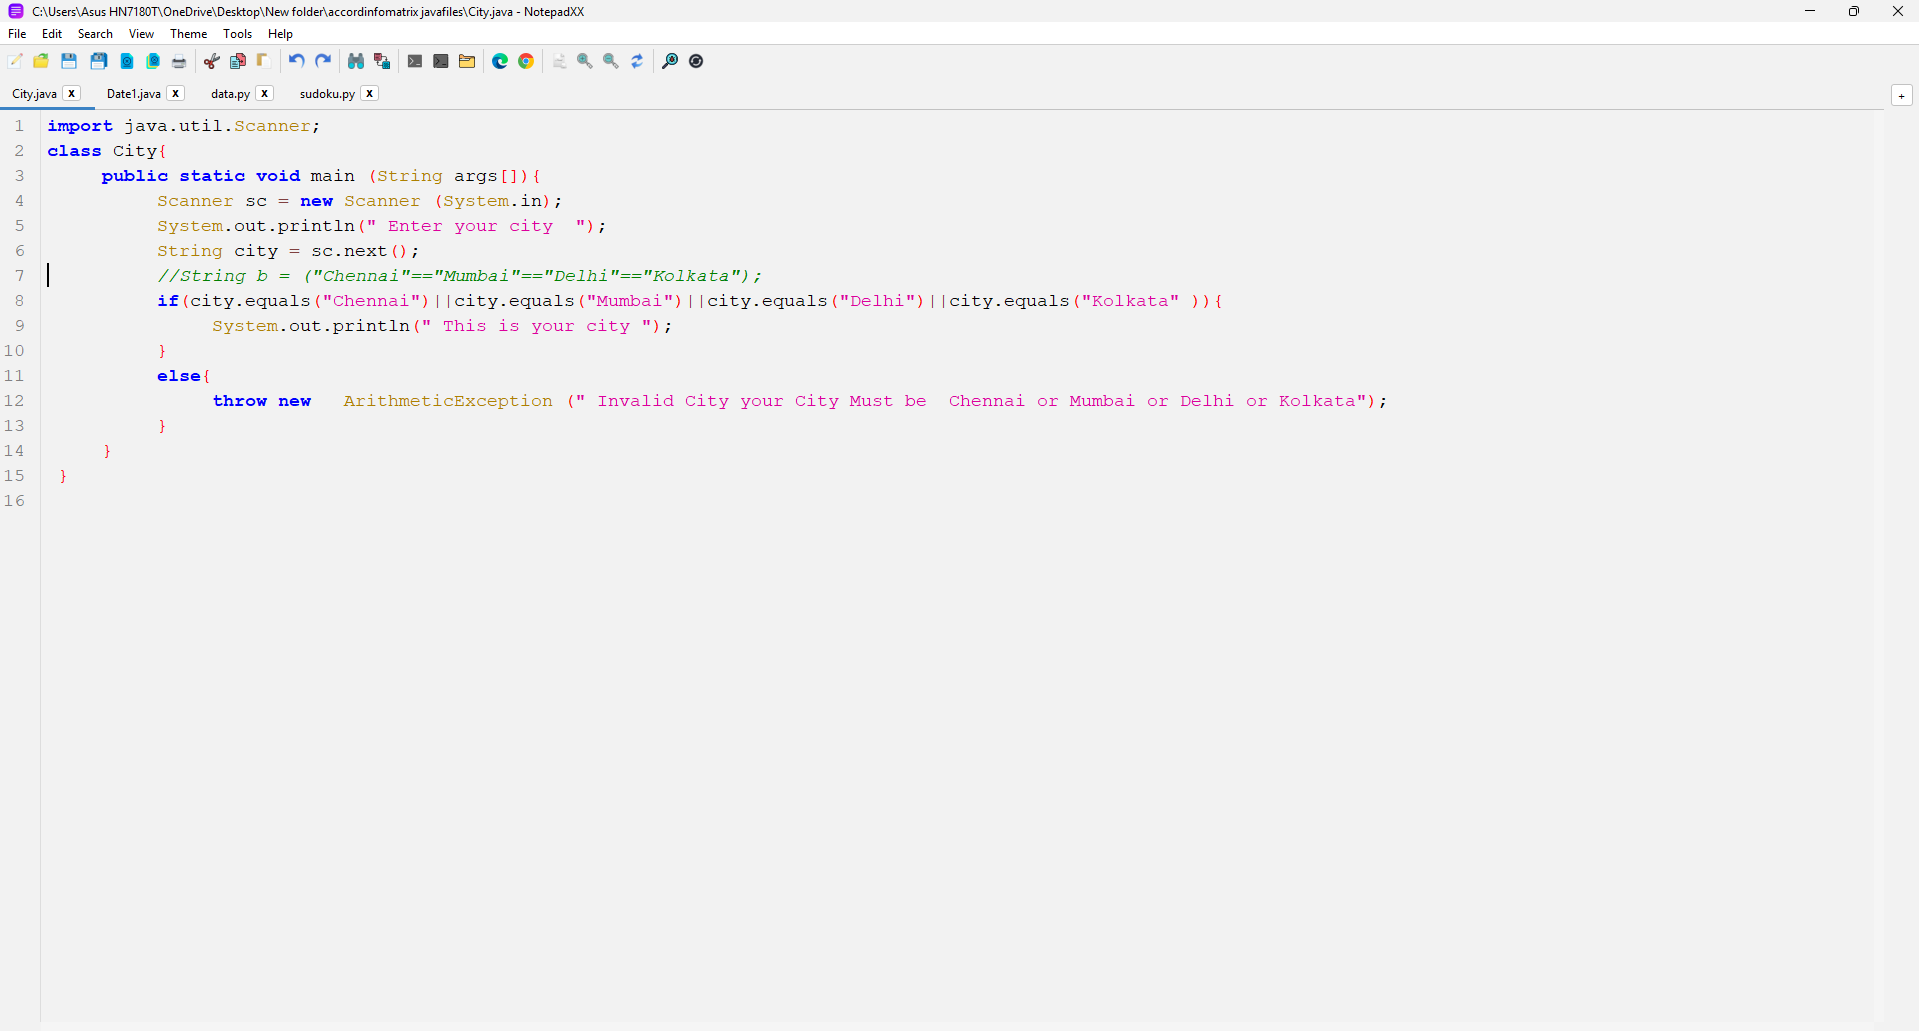 C:\Users\Asus HN7180T\OneDrive\Desktop\New folder\accordinfomatrix javafiles\City.java - NotepadXX
File Edit Search View Theme Tools Help
City.java x Date1.java x data.py x sudoku.py x +
1 import java.util.Scanner;
2 class City{
3 public static void main (String args[]){
4 Scanner sc = new Scanner (System.in);
5 System.out.println(" Enter your city  ");
6 String city = sc.next();
7 //String b = ("Chennai"=="Mumbai"=="Delhi"=="Kolkata");
8 if(city.equals("Chennai")||city.equals("Mumbai")||city.equals("Delhi")||city.equals("Kolkata" )){
9 System.out.println(" This is your city ");
10 }
11 else{
12 throw new   ArithmeticException (" Invalid City your City Must be  Chennai or Mumbai or Delhi or Kolkata");
13 }
14 }
15 }
16